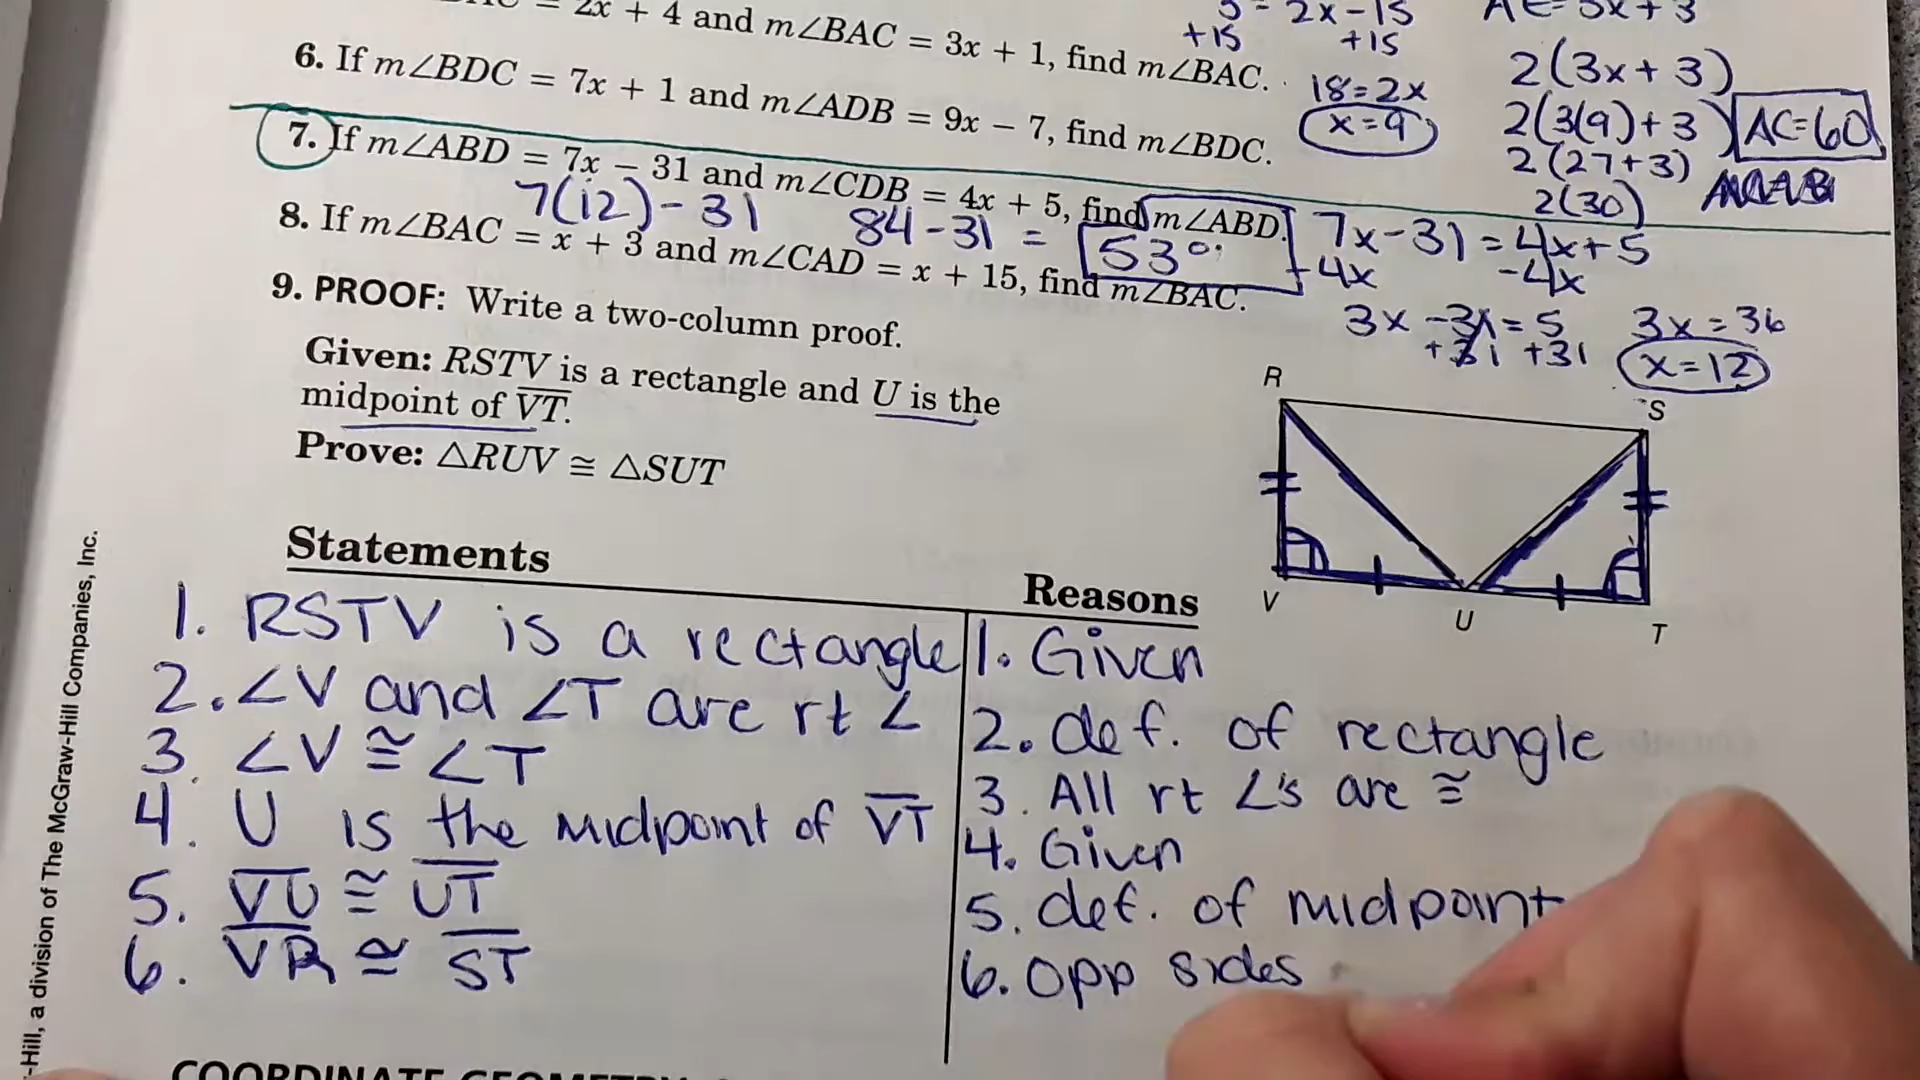 = 2x + 4 and m∠BAC = 3x + 1, find m∠BAC.
6. If m∠BDC = 7x + 1 and m∠ADB = 9x − 7, find m∠BDC.
7. If m∠ABD = 7x − 31 and m∠CDB = 4x + 5, find m∠ABD.
7(12) - 31 84-31 = 53°
8. If m∠BAC = x + 3 and m∠CAD = x + 15, find m∠BAC.
9. PROOF: Write a two-column proof.
Given: RSTV is a rectangle and U is the
midpoint of V̅T̅.
Prove: △RUV ≅ △SUT
= 2x-15
+15 +15
18=2x
x=9
2(3x+3)
2(3(9)+3)
2(27+3)
2(30)
AC=60
7x-31=4x+5
-4x -4x
3x-31=5
+31 +31
3x=36
x=12
R
S
V
U
T
Statements
Reasons
1. RSTV is a rectangle
1. Given
2. ∠V and ∠T are rt ∠
2. def. of rectangle
3. ∠V ≅ ∠T
3. All rt ∠'s are ≅
4. U is the midpoint of V̅T̅
4. Given
5. V̅U̅ ≅ U̅T̅
5. def. of midpoint
6. V̅R̅ ≅ S̅T̅
6. Opp sides
COORDINATE GEOMETRY
-Hill, a division of The McGraw-Hill Companies, Inc.